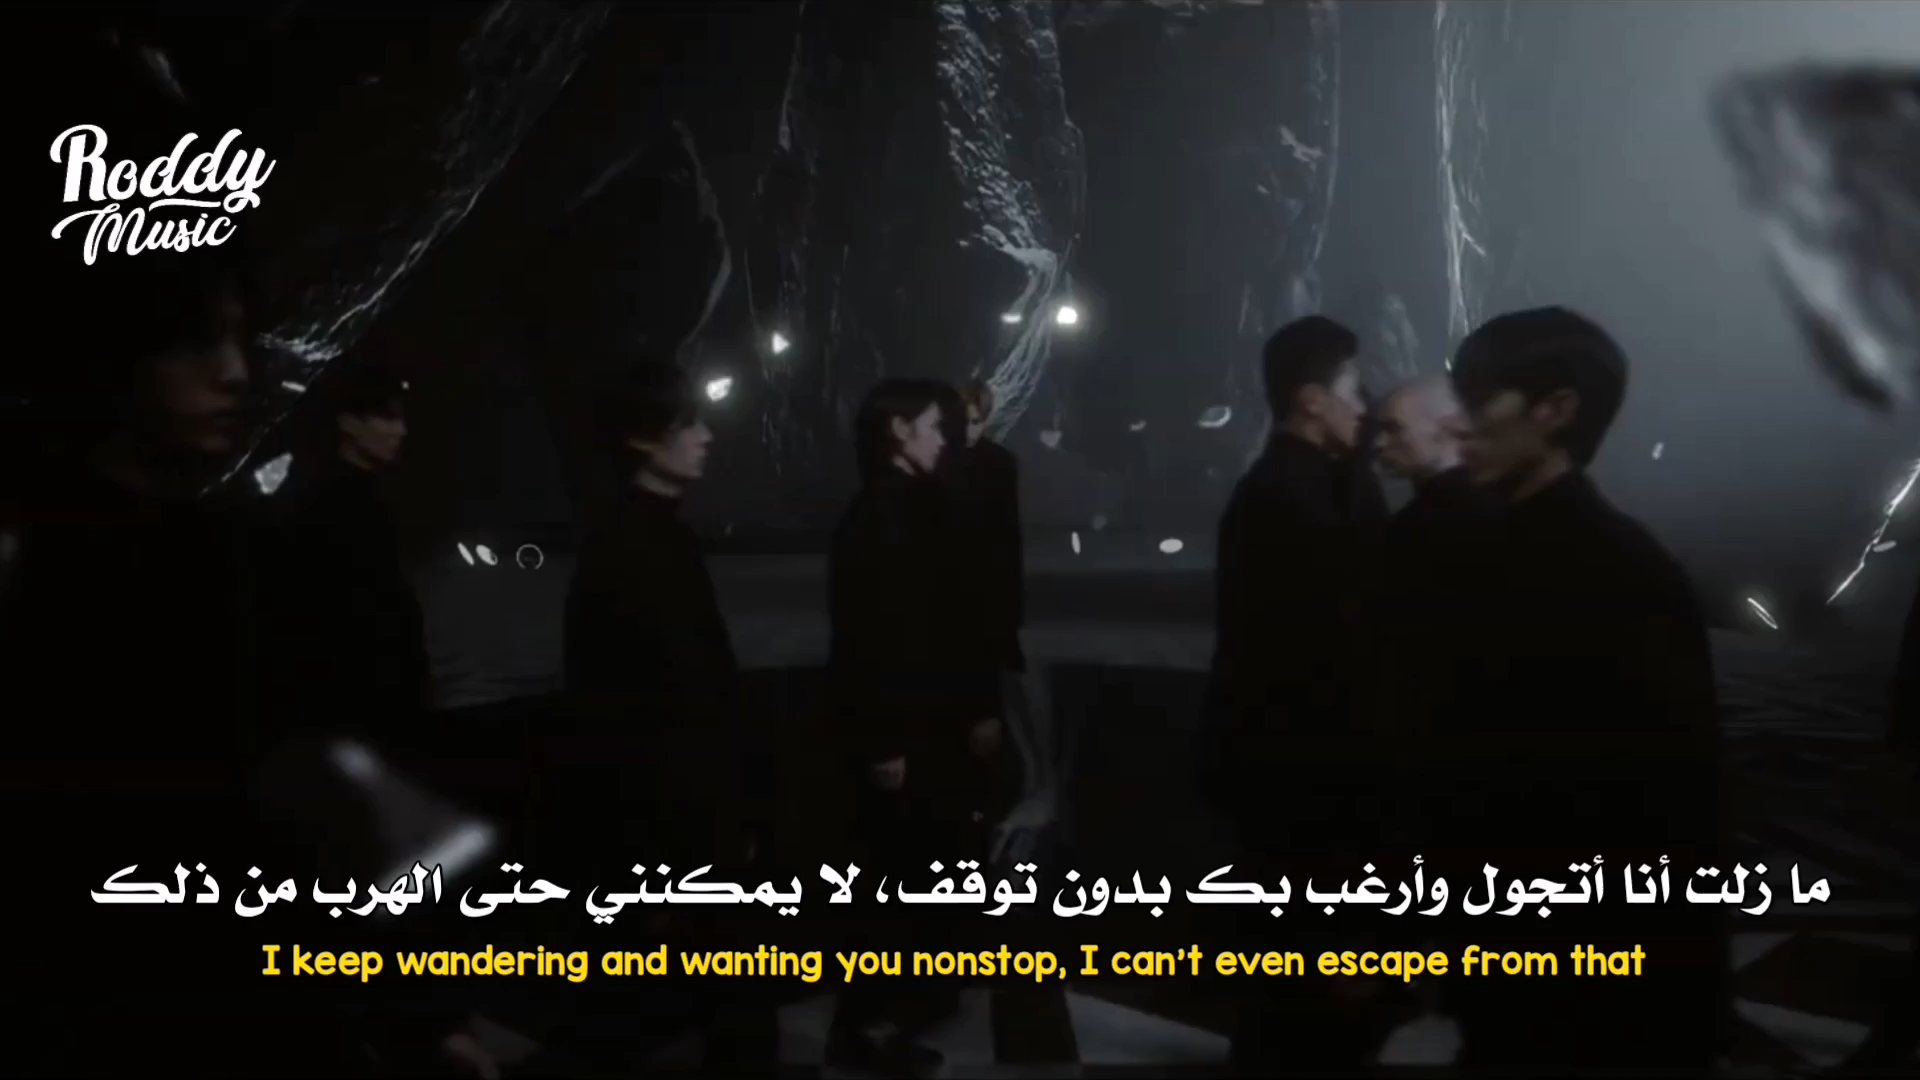 Roddy
Music
ما زلت أنا أتجول وأرغب بك بدون توقف، لا يمكنني حتى الهرب من ذلك
I keep wandering and wanting you nonstop, I can't even escape from that